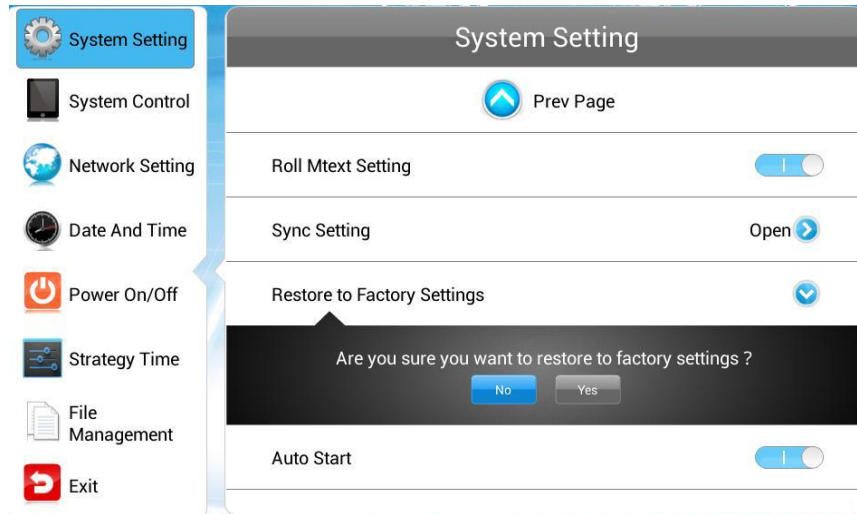 System Setting
System Control
Network Setting
Date And Time
Power On/Off
Strategy Time
File
Management
Exit
System Setting
Prev Page
Roll Mtext Setting
Sync Setting
Open
Restore to Factory Settings
Are you sure you want to restore to factory settings ?
No
Yes
Auto Start